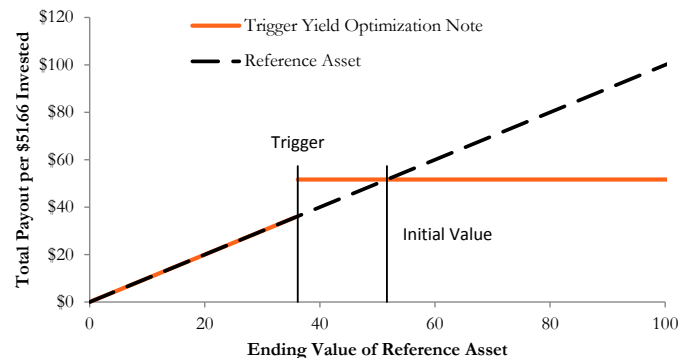 $120
$100
$80
$60
$40
$20
$0
Total Payout per $51.66 Invested
Trigger Yield Optimization Note
Reference Asset
Trigger
Initial Value
0
20
40
60
80
100
Ending Value of Reference Asset